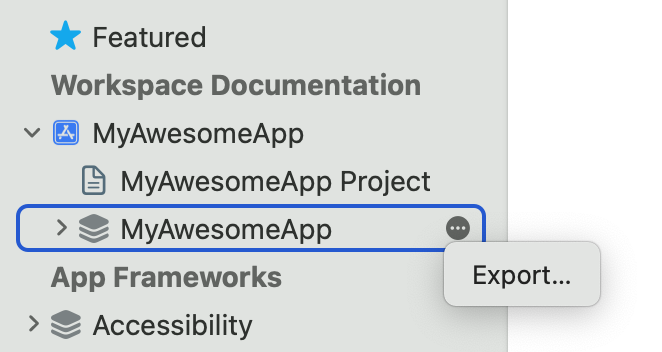 Featured
Workspace Documentation
MyAwesomeApp
MyAwesomeApp Project
MyAwesomeApp
Export...
App Frameworks
Accessibility